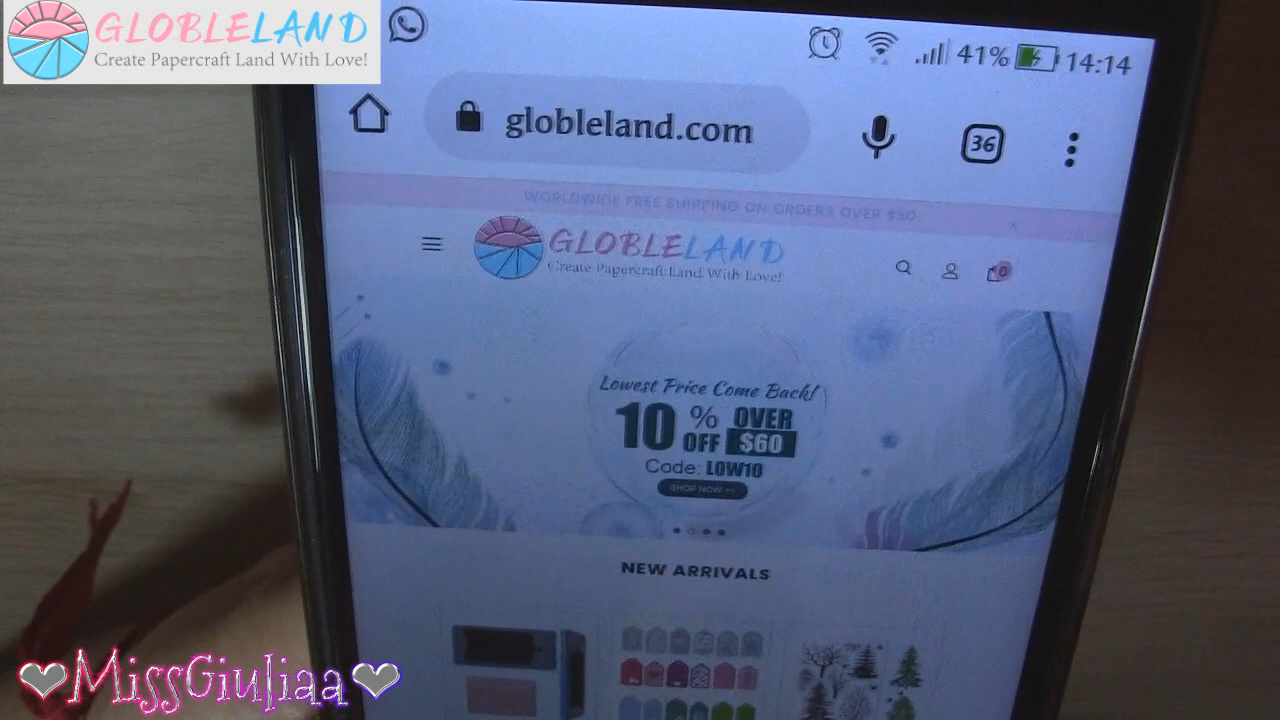 GLOBLELAND
Create Papercraft Land With Love!
41% 14:14
globleland.com
36
WORLDWIDE FREE SHIPPING ON ORDERS OVER $60
GLOBLELAND
Create Papercraft Land With Love!
0
Lowest Price Come Back!
10 % OFF OVER $60
Code: LOW10
SHOP NOW >>
NEW ARRIVALS
MissGiuliaa